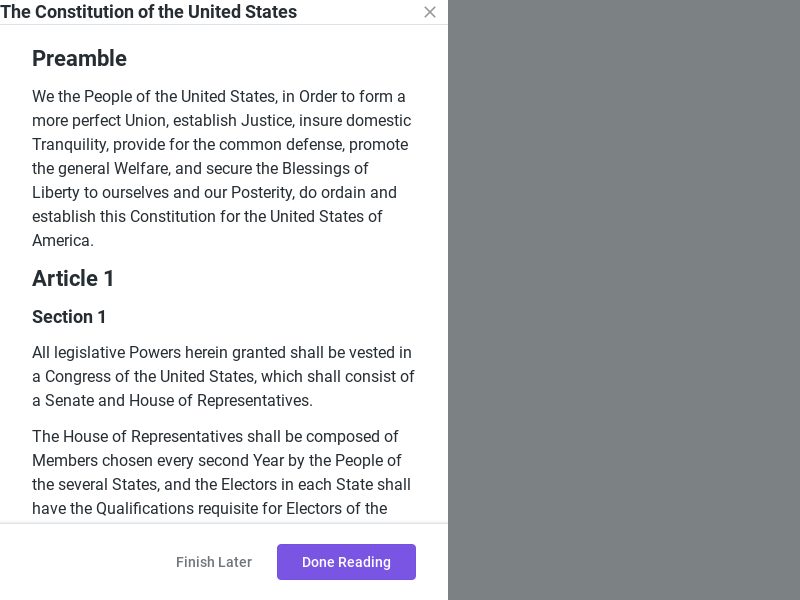 The Constitution of the United States
Preamble
We the People of the United States, in Order to form a
more perfect Union, establish Justice, insure domestic
Tranquility, provide for the common defense, promote
the general Welfare, and secure the Blessings of
Liberty to ourselves and our Posterity, do ordain and
establish this Constitution for the United States of
America.
Article 1
Section 1
All legislative Powers herein granted shall be vested in
a Congress of the United States, which shall consist of
a Senate and House of Representatives.
The House of Representatives shall be composed of
Members chosen every second Year by the People of
the several States, and the Electors in each State shall
have the Qualifications requisite for Electors of the
Finish Later
Done Reading